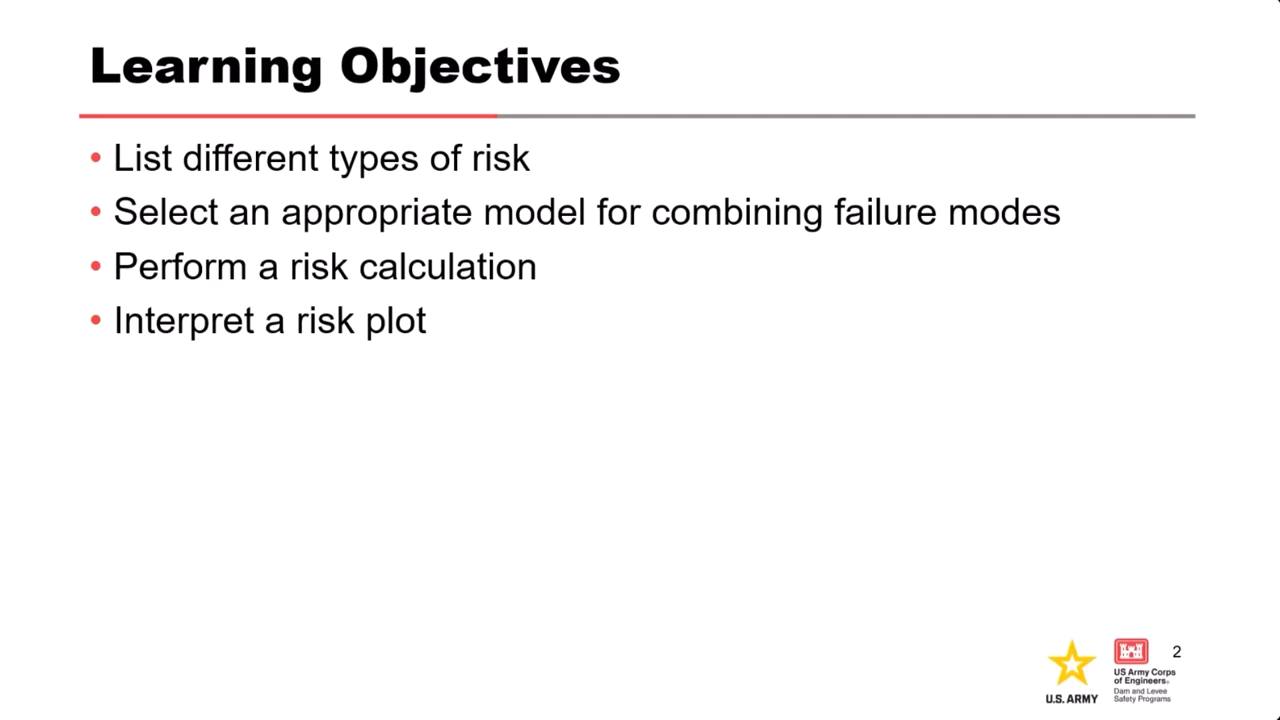 Learning Objectives
• List different types of risk
• Select an appropriate model for combining failure modes
• Perform a risk calculation
• Interpret a risk plot
2
U.S. ARMY
US Army Corps
of Engineers®
Dam and Levee
Safety Programs